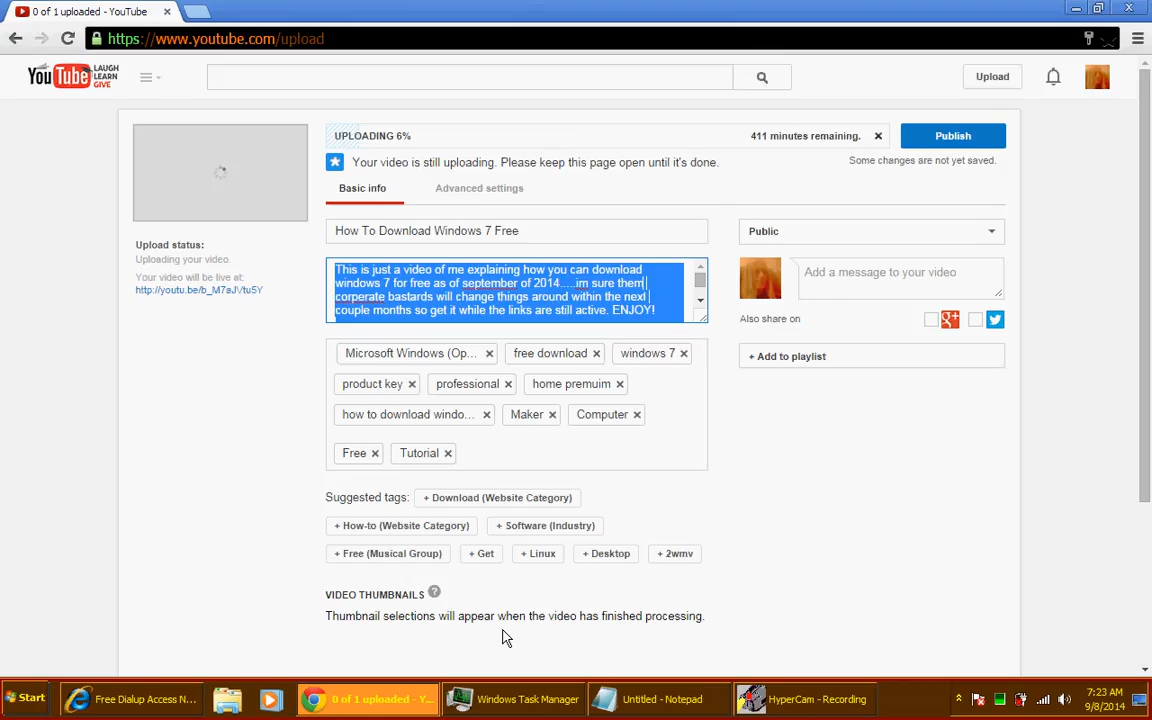 0 of 1 uploaded - YouTube
https://www.youtube.com/upload
YouTube LAUGH LEARN GIVE
Upload
UPLOADING 6%
411 minutes remaining.
Publish
Your video is still uploading. Please keep this page open until it's done.
Some changes are not yet saved.
Basic info
Advanced settings
How To Download Windows 7 Free
Public
This is just a video of me explaining how you can download
windows 7 for free as of september of 2014....im sure them
corperate bastards will change things around within the next
couple months so get it while the links are still active. ENJOY!
Add a message to your video
Also share on
+ Add to playlist
Upload status:
Uploading your video.
Your video will be live at:
Microsoft Windows (Op...
free download
windows 7
product key
professional
home premuim
how to download windo...
Maker
Computer
Free
Tutorial
Suggested tags:
+ Download (Website Category)
+ How-to (Website Category)
+ Software (Industry)
+ Free (Musical Group)
+ Get
+ Linux
+ Desktop
+ 2wmv
VIDEO THUMBNAILS ?
Thumbnail selections will appear when the video has finished processing.
Start
Free Dialup Access N...
0 of 1 uploaded - Y...
Windows Task Manager
Untitled - Notepad
HyperCam - Recording
7:23 AM
9/8/2014